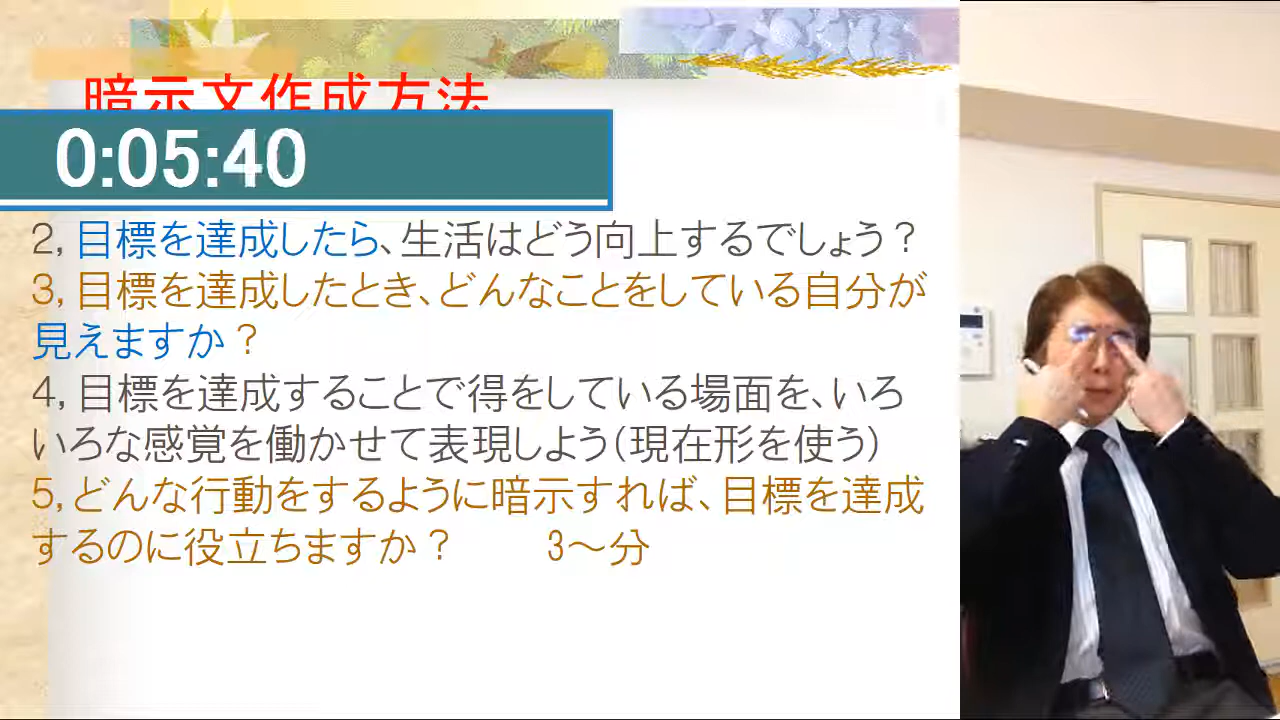 暗示文作成方法
0:05:40
2,目標を達成したら、生活はどう向上するでしょう？
3,目標を達成したとき、どんなことをしている自分が
見えますか？
4,目標を達成することで得をしている場面を、いろ
いろな感覚を働かせて表現しよう(現在形を使う)
5,どんな行動をするように暗示すれば、目標を達成
するのに役立ちますか？　　3～分